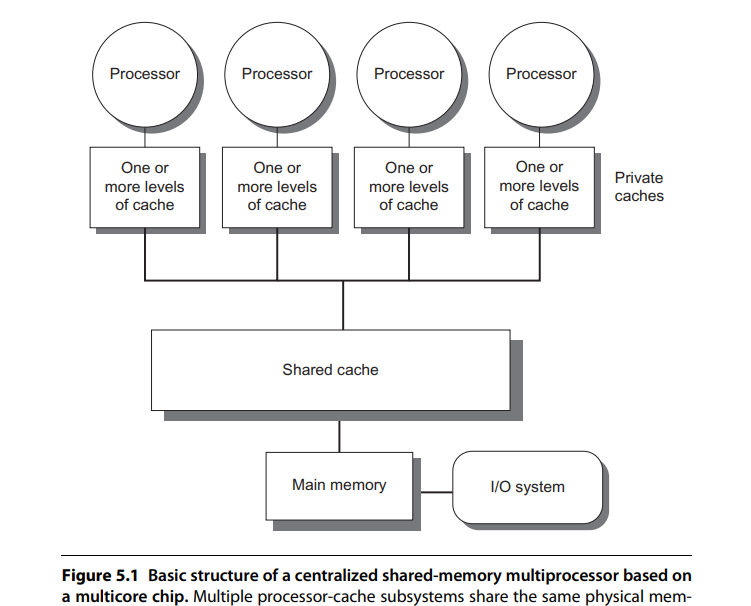 Processor
Processor
Processor
Processor
One or
more levels
of cache
One or
more levels
of cache
One or
more levels
of cache
One or
more levels
of cache
Private
caches
Shared cache
Main memory
I/O system
Figure 5.1 Basic structure of a centralized shared-memory multiprocessor based on
a multicore chip. Multiple processor-cache subsystems share the same physical mem-